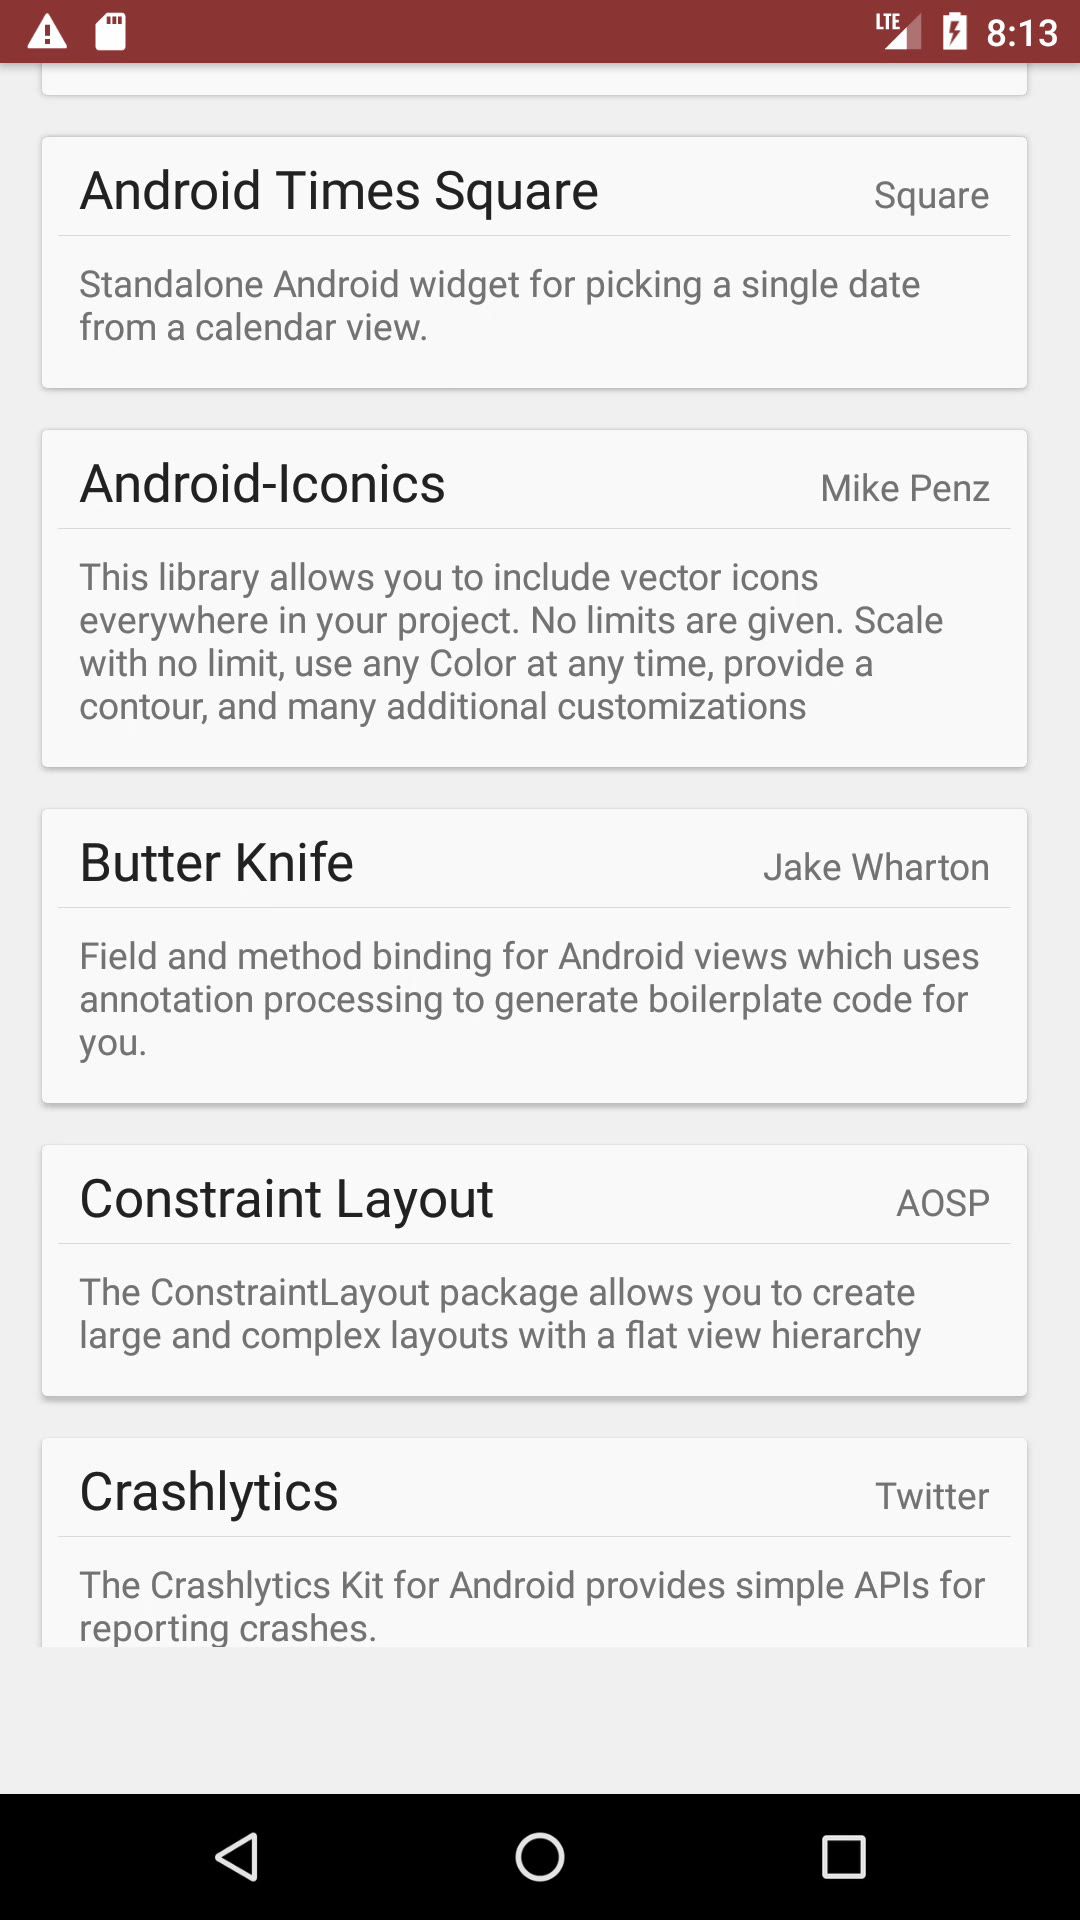 LTE 8:13
Android Times Square Square
Standalone Android widget for picking a single date
from a calendar view.
Android-Iconics Mike Penz
This library allows you to include vector icons
everywhere in your project. No limits are given. Scale
with no limit, use any Color at any time, provide a
contour, and many additional customizations
Butter Knife Jake Wharton
Field and method binding for Android views which uses
annotation processing to generate boilerplate code for
you.
Constraint Layout AOSP
The ConstraintLayout package allows you to create
large and complex layouts with a flat view hierarchy
Crashlytics Twitter
The Crashlytics Kit for Android provides simple APIs for
reporting crashes.